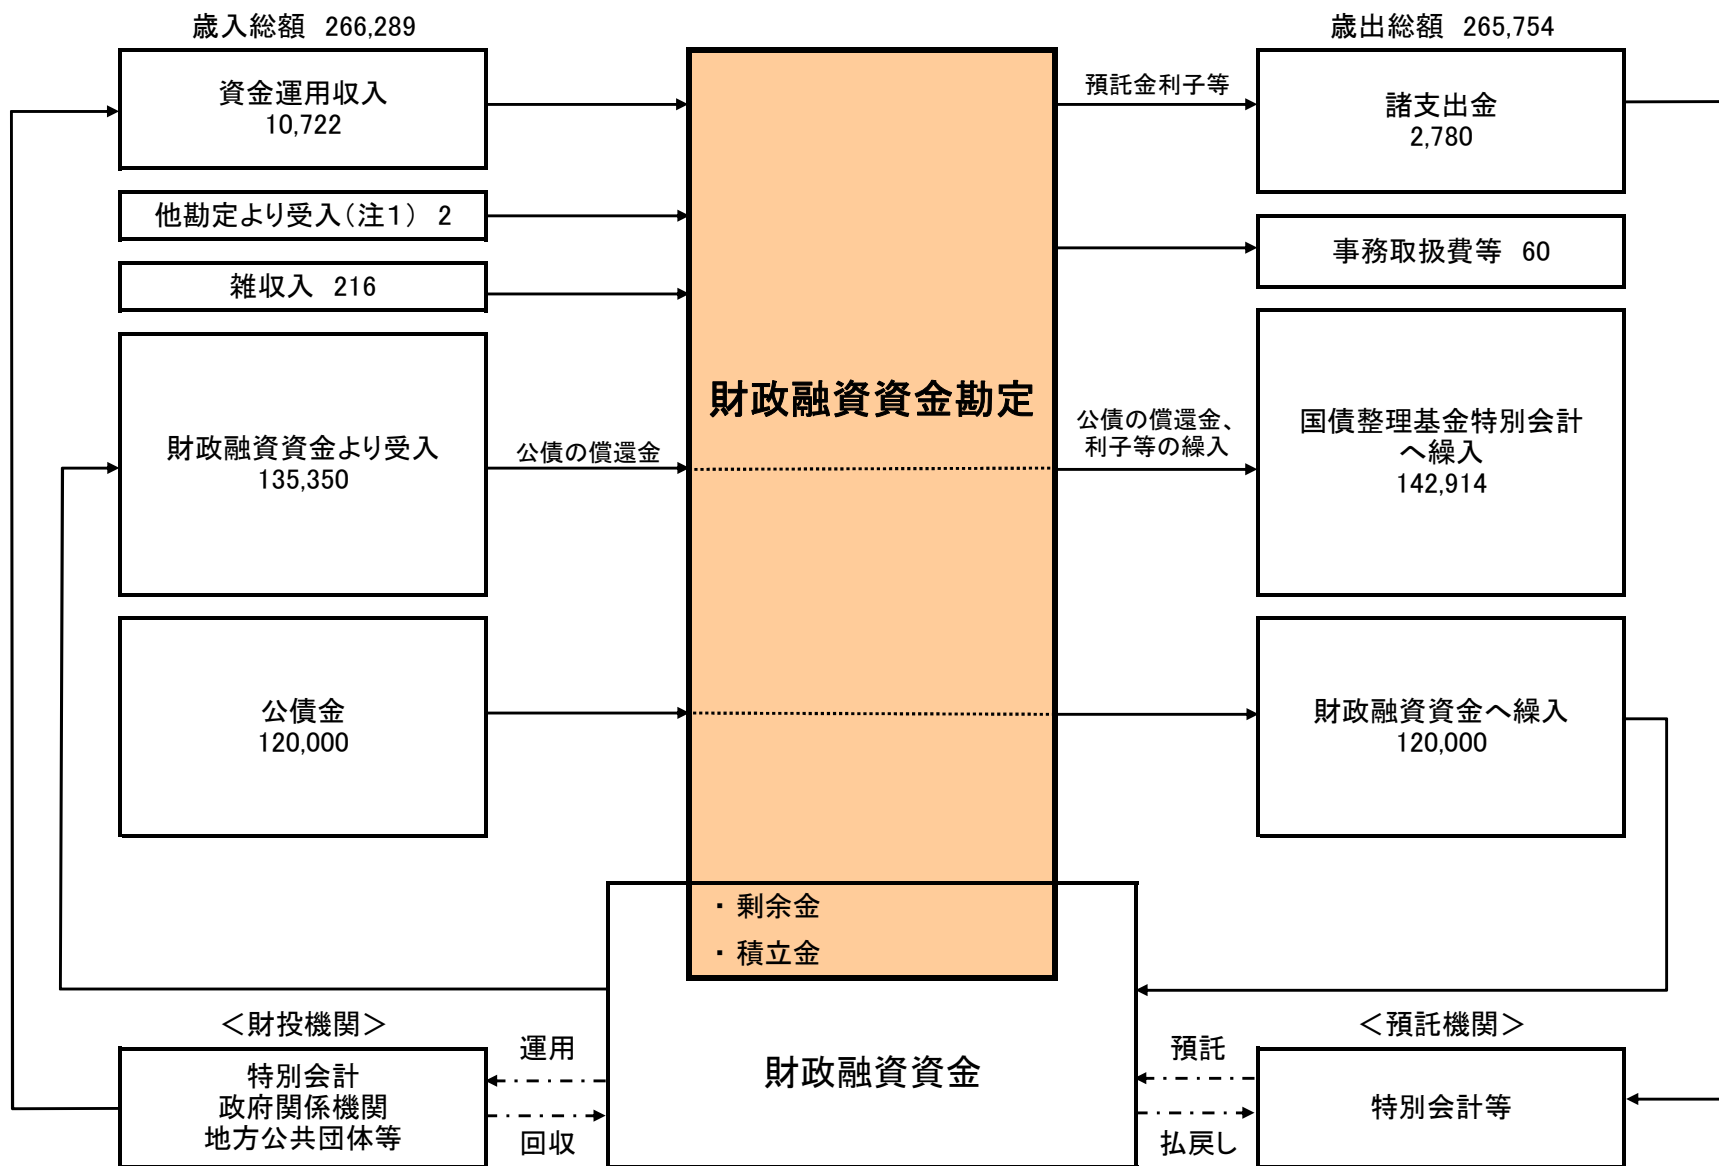 歳入総額 266,289
資金運用収入
10,722
他勘定より受入（注１） 2
雑収入 216
財政融資資金より受入
135,350
公債の償還金
公債金
120,000
財政融資資金勘定
・ 剰余金
・ 積立金
歳出総額 265,754
預託金利子等
諸支出金
2,780
事務取扱費等 60
公債の償還金、
利子等の繰入
国債整理基金特別会計
へ繰入
142,914
財政融資資金へ繰入
120,000
＜財投機関＞
特別会計
政府関係機関
地方公共団体等
運用
回収
財政融資資金
預託
払戻し
＜預託機関＞
特別会計等